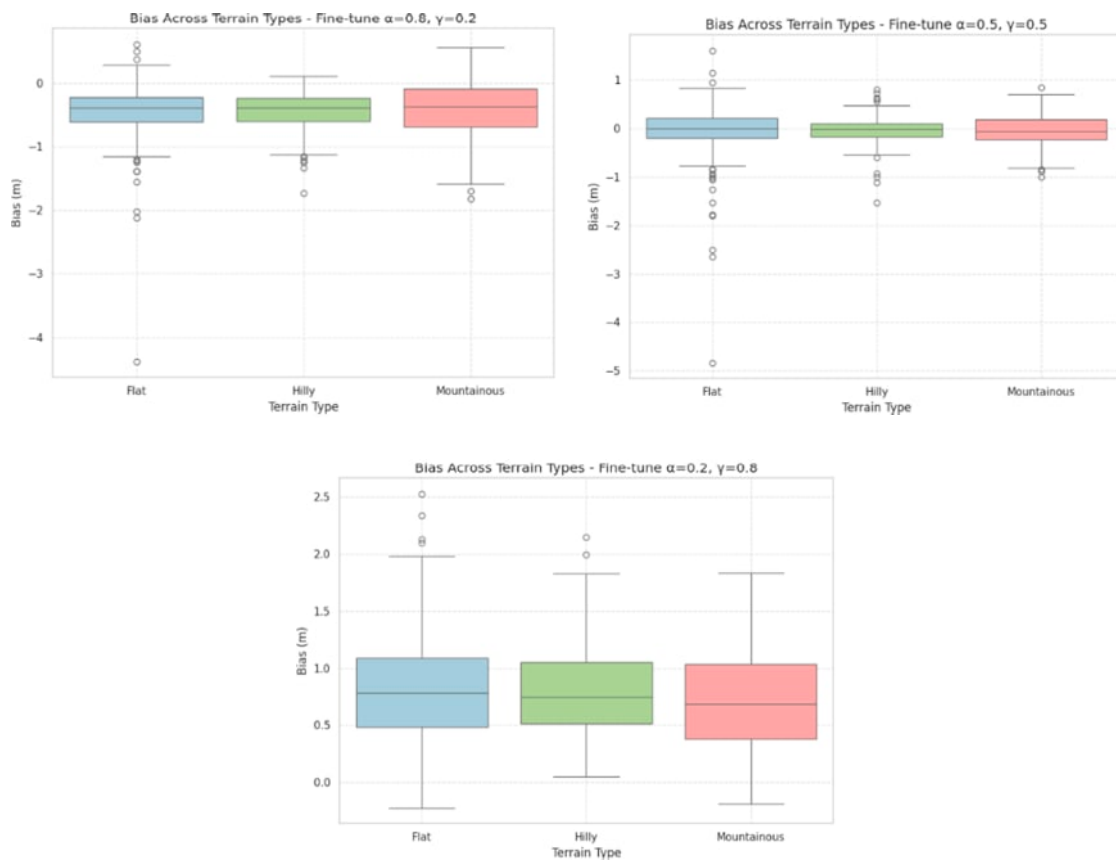 Bias Across Terrain Types - Fine-tune α=0.8, γ=0.2
0
−1
−2
−3
−4
Bias (m)
Flat
Hilly
Mountainous
Terrain Type
Bias Across Terrain Types - Fine-tune α=0.5, γ=0.5
1
0
−1
−2
−3
−4
−5
Bias (m)
Flat
Hilly
Mountainous
Terrain Type
Bias Across Terrain Types - Fine-tune α=0.2, γ=0.8
2.5
2.0
1.5
1.0
0.5
0.0
Bias (m)
Flat
Hilly
Mountainous
Terrain Type